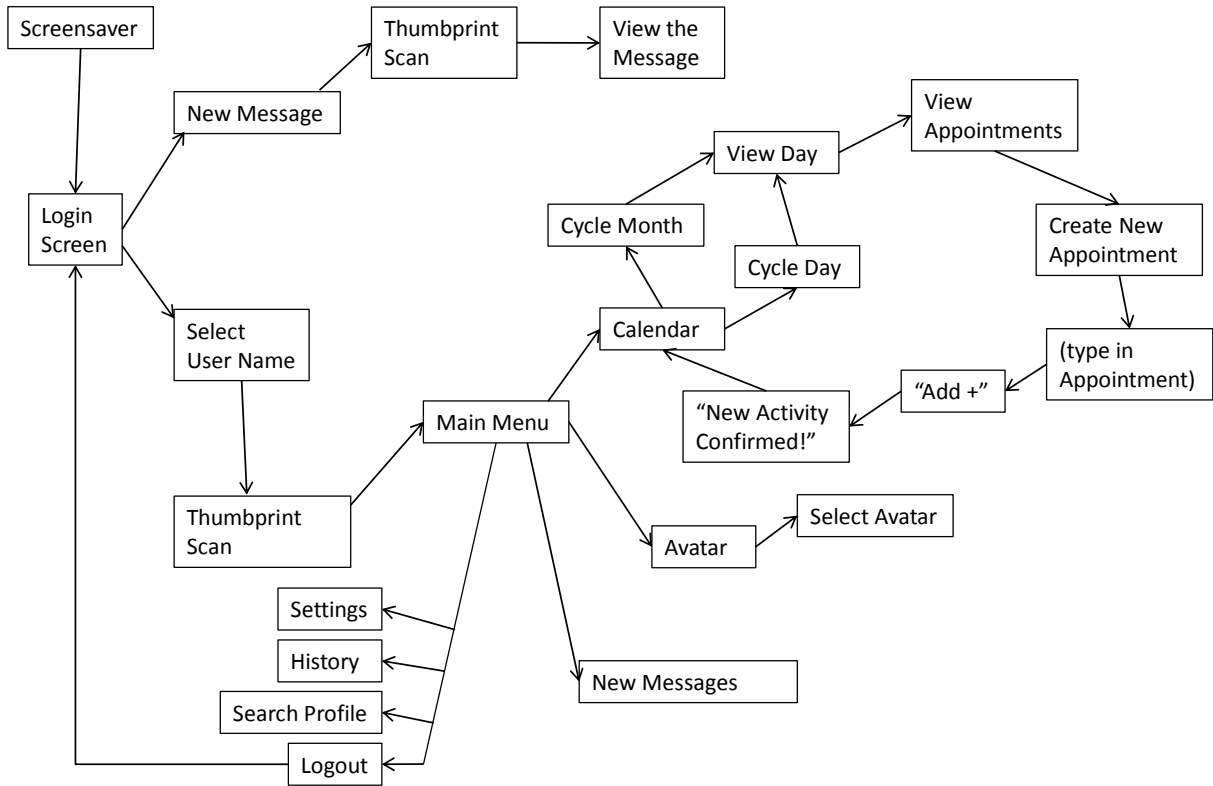 Screensaver
Thumbprint
Scan
View the
Message
New Message
View
Appointments
View Day
Login
Screen
Cycle Month
Create New
Appointment
Cycle Day
Select
User Name
Calendar
(type in
Appointment)
“Add +”
“New Activity
Confirmed!”
Main Menu
Thumbprint
Scan
Select Avatar
Avatar
Settings
History
New Messages
Search Profile
Logout